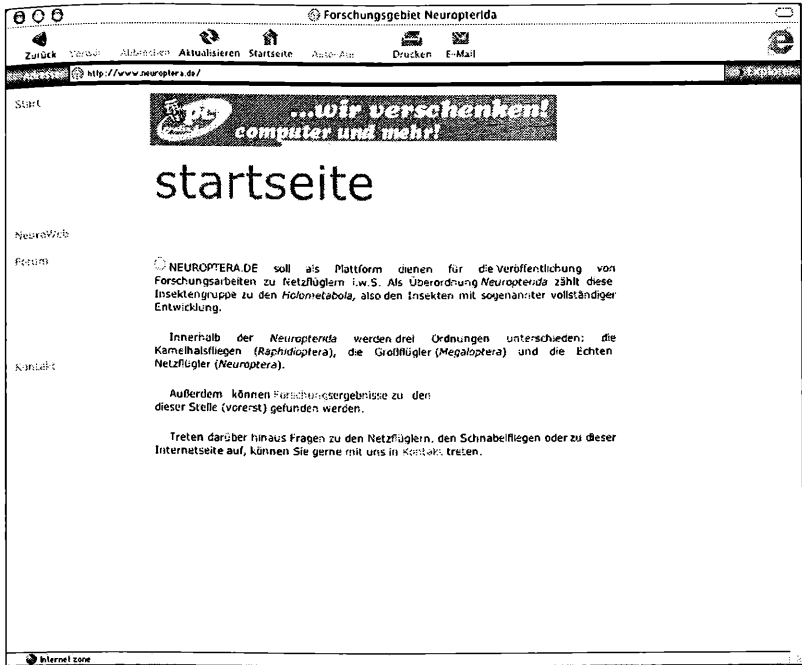 Forschungsgebiet Neuropterida
Zurück Abbrechen Aktualisieren Startseite Drucken E-Mail
Adresse http://www.neuroptera.de/
Start
pc ...wir verschenken!
computer und mehr!
startseite
NeuroWeb
Forum
NEUROPTERA.DE soll als Plattform dienen für die Veröffentlichung von
Forschungsarbeiten zu Netzflüglern i.w.S. Als Überordnung Neuropterida zählt diese
Insektengruppe zu den Holometabola, also den Insekten mit sogenannter vollständiger
Entwicklung.
Innerhalb der Neuropterida werden drei Ordnungen unterschieden: die
Kamelhalsfliegen (Raphidioptera), die Großflügler (Megaloptera) und die Echten
Netzflügler (Neuroptera).
Kontakt
Außerdem können Forschungsergebnisse zu den
dieser Stelle (vorerst) gefunden werden.
Treten darüber hinaus Fragen zu den Netzflüglern, den Schnabelfliegen oder zu dieser
Internetseite auf, können Sie gerne mit uns in Kontakt treten.
Internet zone